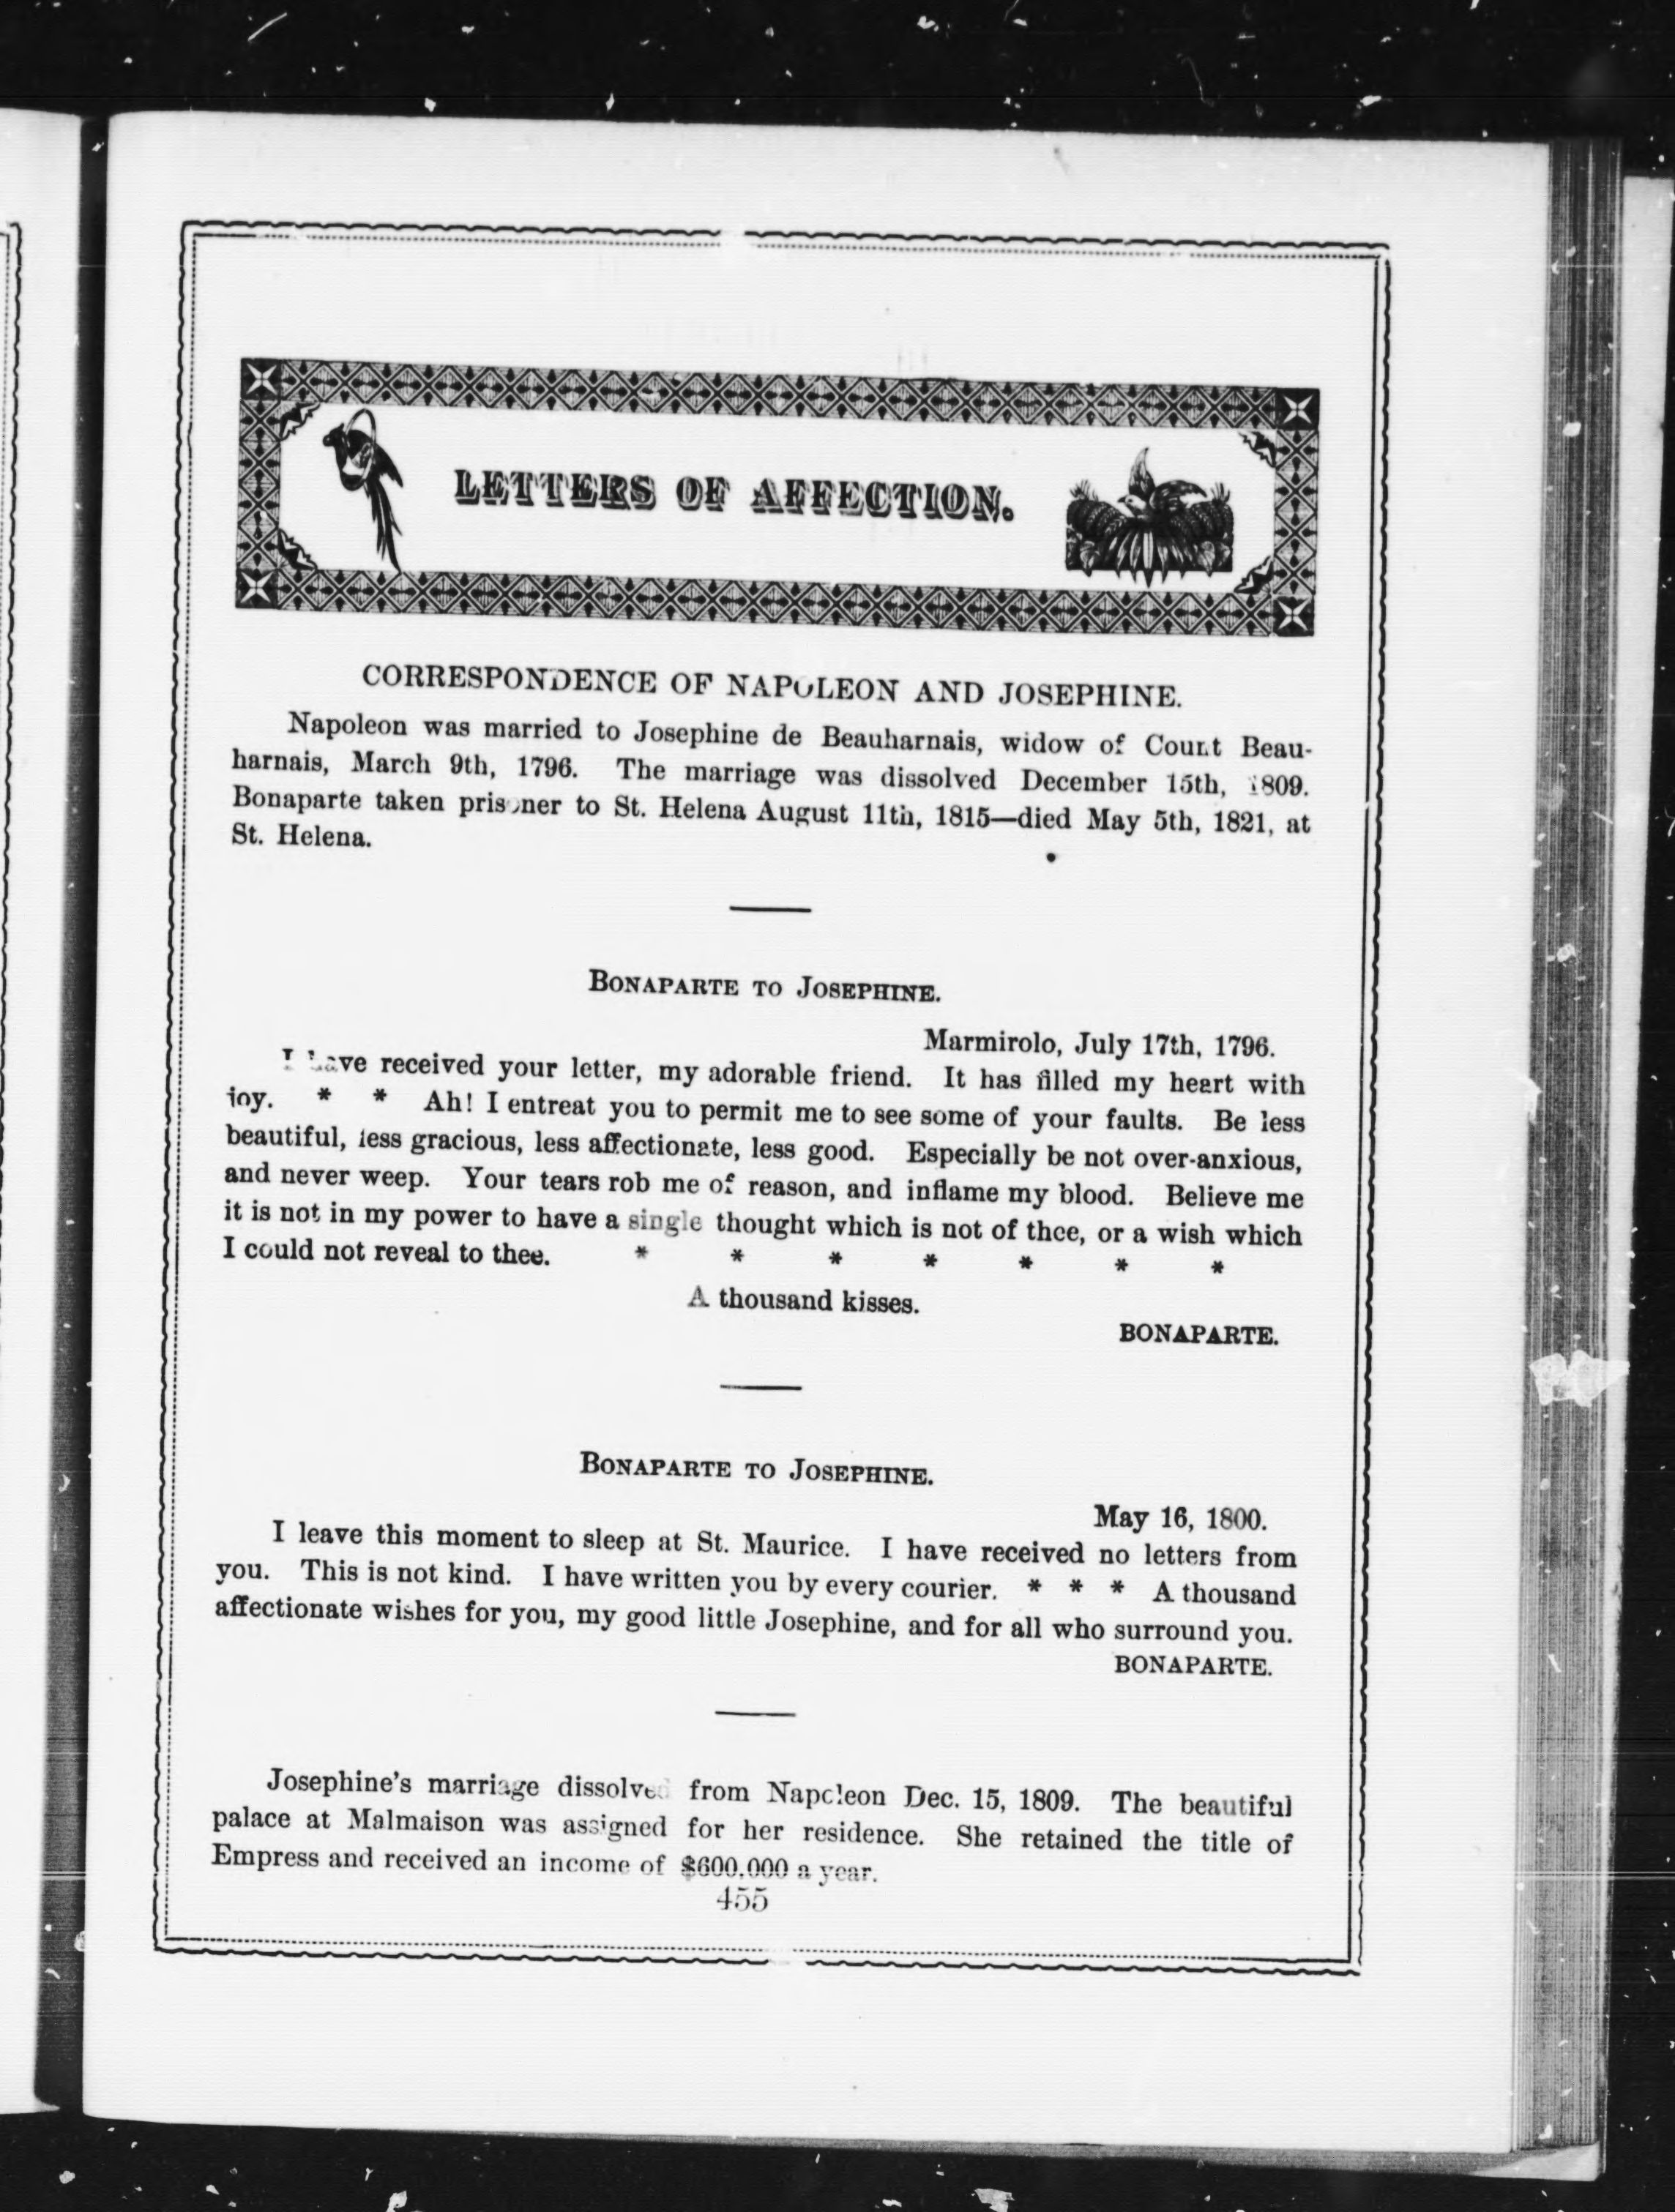 LETTERS OF AFFECTION.
CORRESPONDENCE OF NAPOLEON AND JOSEPHINE.
Napoleon was married to Josephine de Beauharnais, widow of Count Beau-
harnais, March 9th, 1796. The marriage was dissolved December 15th, 1809.
Bonaparte taken prisoner to St. Helena August 11th, 1815—died May 5th, 1821, at
St. Helena.
BONAPARTE TO JOSEPHINE.
Marmirolo, July 17th, 1796.
I have received your letter, my adorable friend. It has filled my heart with
joy. * * Ah! I entreat you to permit me to see some of your faults. Be less
beautiful, less gracious, less affectionate, less good. Especially be not over-anxious,
and never weep. Your tears rob me of reason, and inflame my blood. Believe me
it is not in my power to have a single thought which is not of thee, or a wish which
I could not reveal to thee. * * * * * * *
A thousand kisses.
BONAPARTE.
BONAPARTE TO JOSEPHINE.
May 16, 1800.
I leave this moment to sleep at St. Maurice. I have received no letters from
you. This is not kind. I have written you by every courier. * * * A thousand
affectionate wishes for you, my good little Josephine, and for all who surround you.
BONAPARTE.
Josephine's marriage dissolved from Napoleon Dec. 15, 1809. The beautiful
palace at Malmaison was assigned for her residence. She retained the title of
Empress and received an income of $600,000 a year.
455